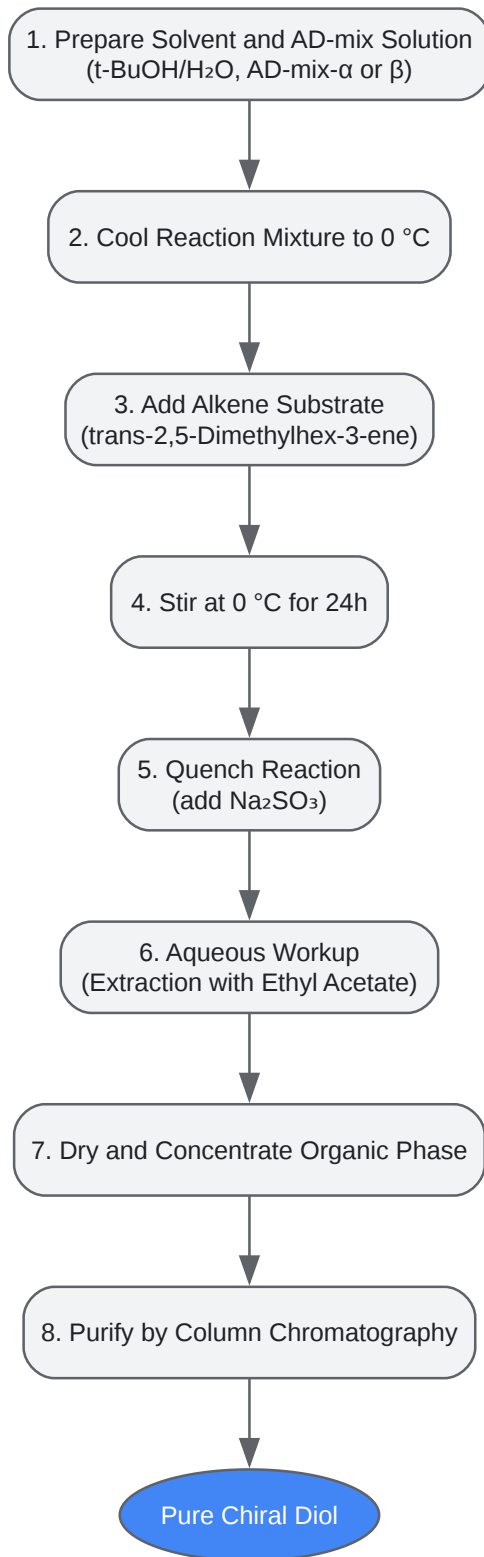 1. Prepare Solvent and AD-mix Solution
(t-BuOH/H₂O, AD-mix-α or β)
2. Cool Reaction Mixture to 0 °C
3. Add Alkene Substrate
(trans-2,5-Dimethylhex-3-ene)
4. Stir at 0 °C for 24h
5. Quench Reaction
(add Na₂SO₃)
6. Aqueous Workup
(Extraction with Ethyl Acetate)
7. Dry and Concentrate Organic Phase
8. Purify by Column Chromatography
Pure Chiral Diol